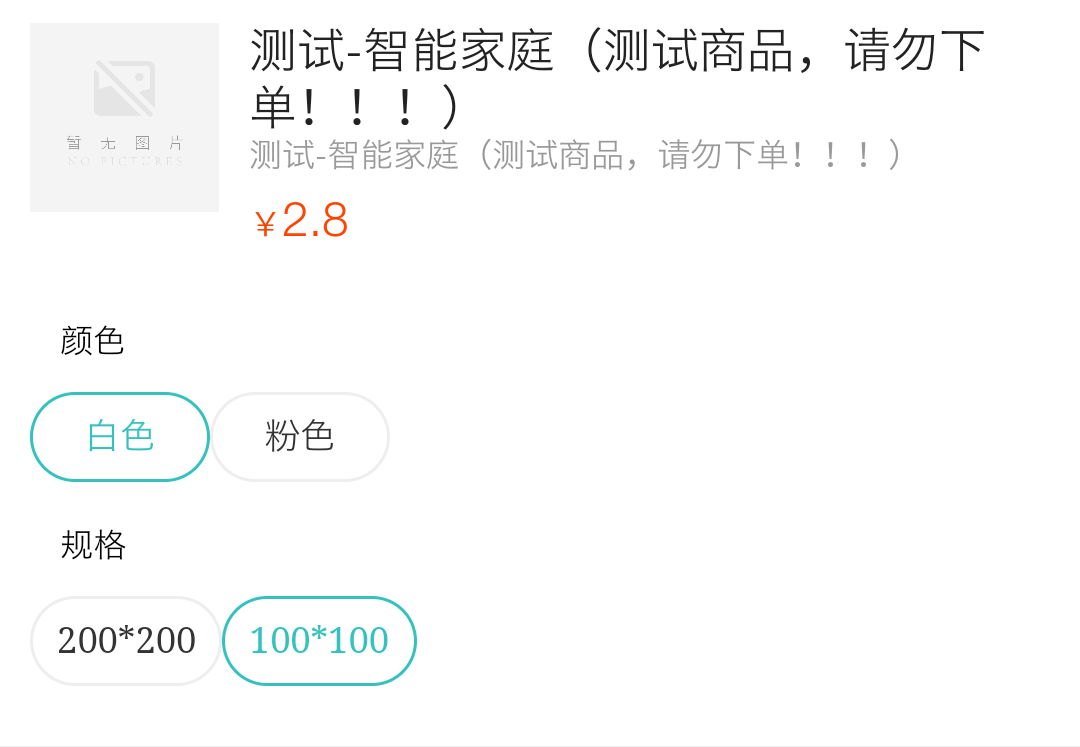 测试-智能家庭（测试商品，请勿下
单！！！）
测试-智能家庭（测试商品，请勿下单！！！）
暂无图片
NO PICTURES
¥2.8
颜色
白色 粉色
规格
200*200 100*100